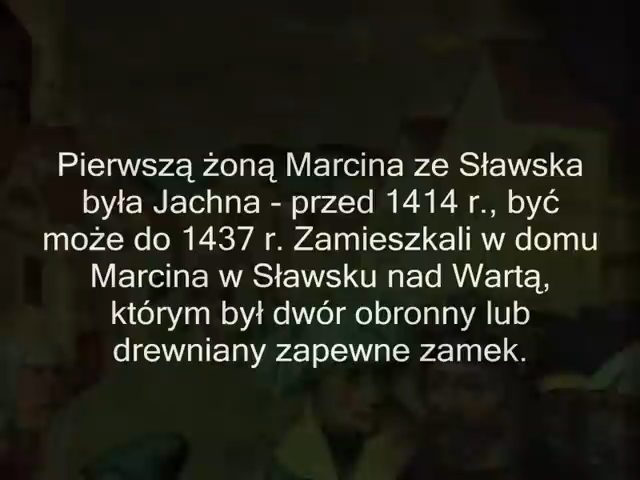 Pierwszą żoną Marcina ze Sławska
była Jachna - przed 1414 r., być
może do 1437 r. Zamieszkali w domu
Marcina w Sławsku nad Wartą,
którym był dwór obronny lub
drewniany zapewne zamek.